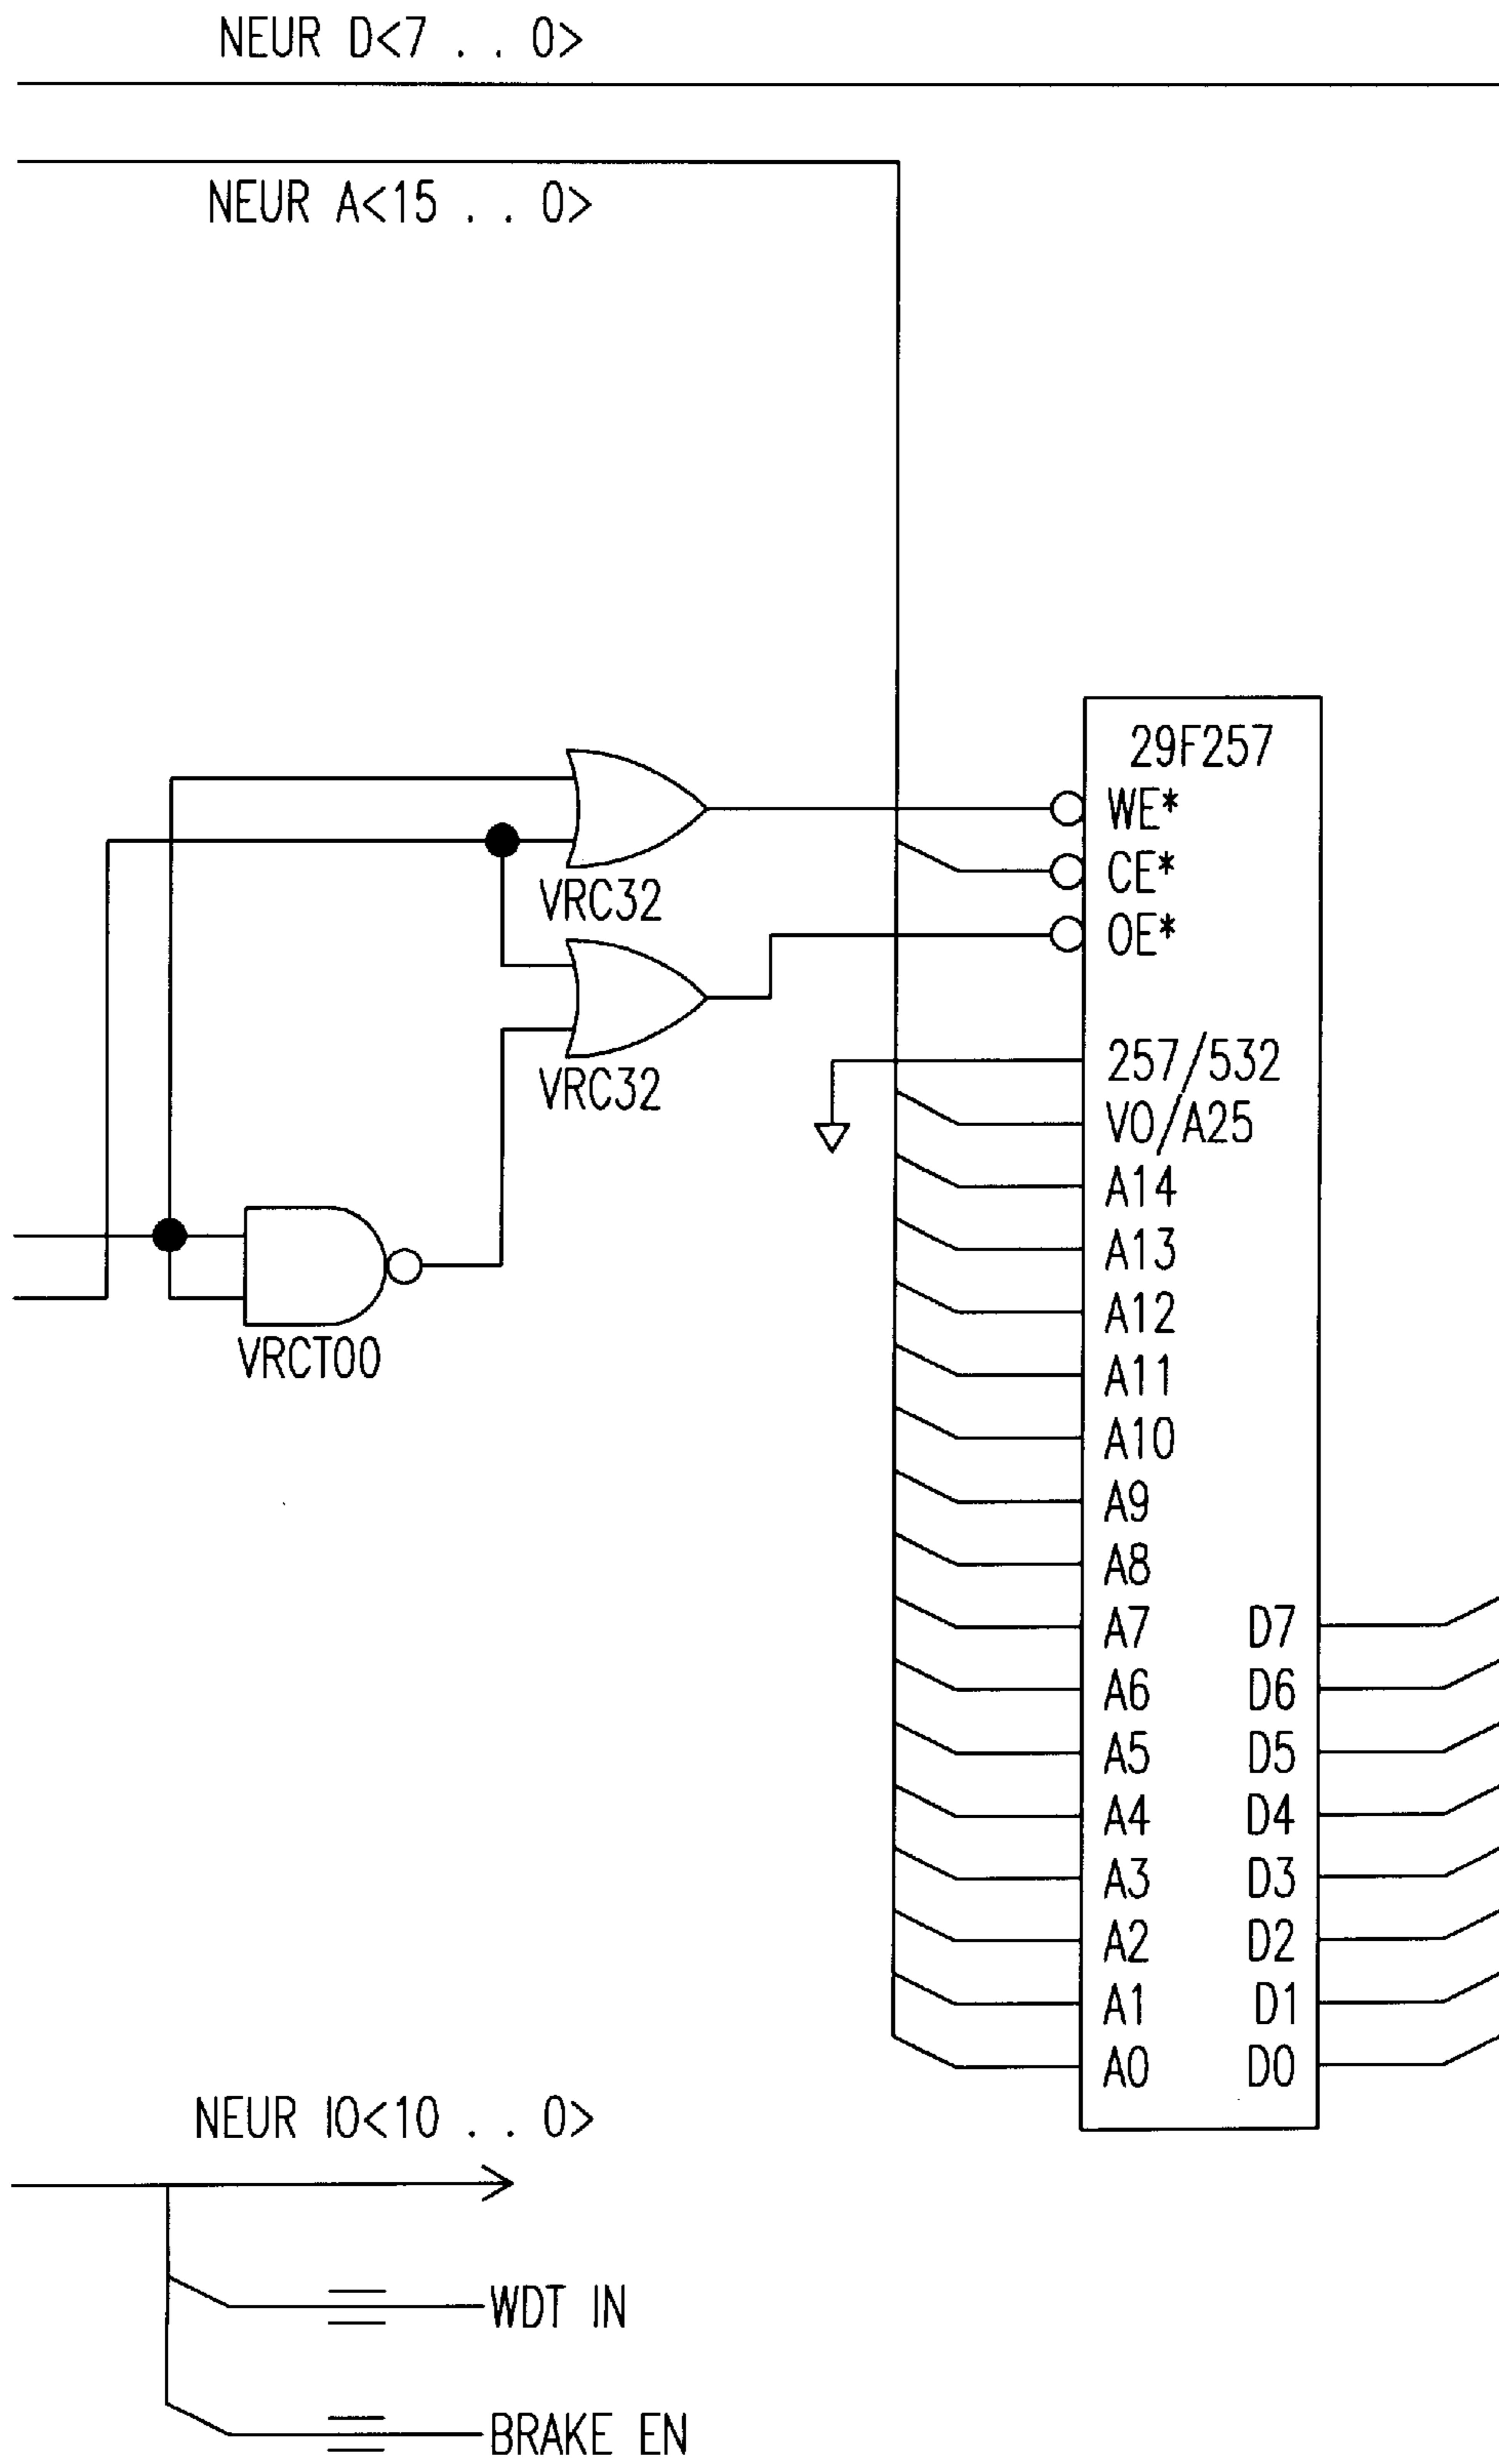 NEUR D<7 . . 0>
NEUR A<15 . . 0>
29F257
WE*
CE*
VRC32
OE*
257/532
VRC32
VO/A25
A14
A13
A12
VRCT00
A11
A10
A9
A8
A7 D7
A6 D6
A5 D5
A4 D4
A3 D3
A2 D2
A1 D1
A0 D0
NEUR IO<10 . . 0>
WDT IN
BRAKE EN